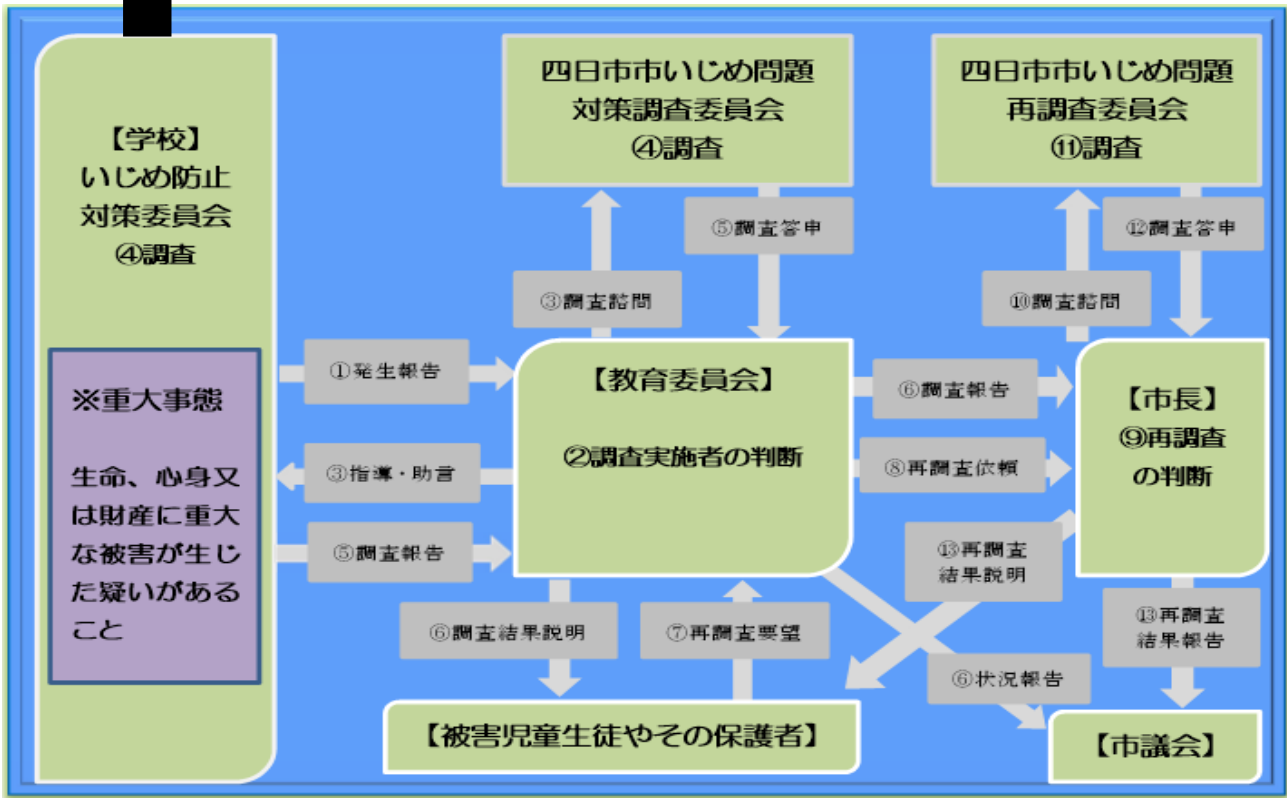 【学校】
いじめ防止
対策委員会
④調査
※重大事態
生命、心身又
は財産に重大
な被害が生じ
た疑いがある
こと
四日市市いじめ問題
対策調査委員会
④調査
四日市市いじめ問題
再調査委員会
⑪調査
⑤調査答申
⑫調査答申
③調査諮問
⑩調査諮問
①発生報告
③指導・助言
⑤調査報告
【教育委員会】
②調査実施者の判断
⑥調査報告
⑧再調査依頼
【市長】
⑨再調査
の判断
⑬再調査
結果説明
⑬再調査
結果報告
⑥調査結果説明
⑦再調査要望
⑥状況報告
【被害児童生徒やその保護者】
【市議会】